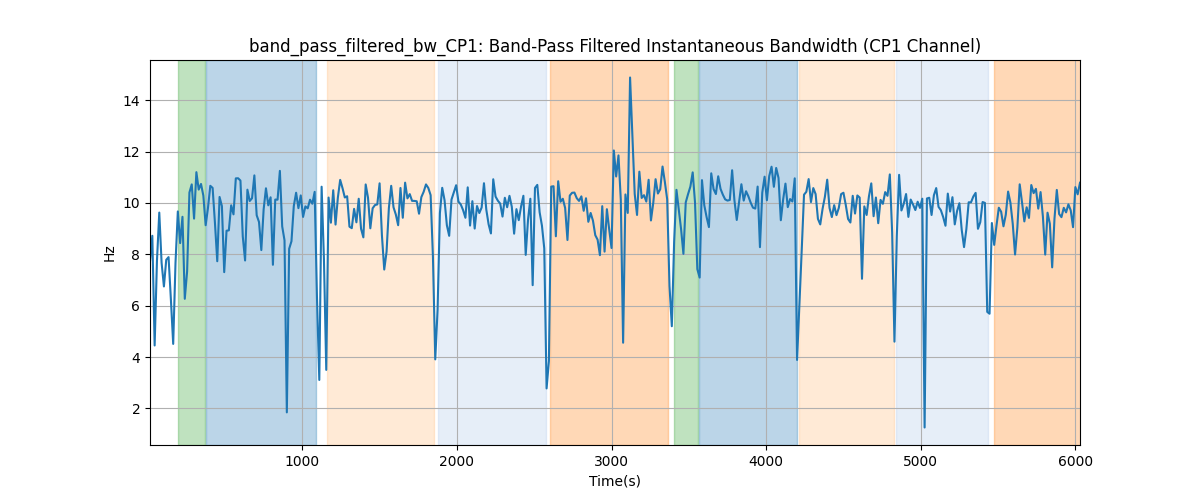 band_pass_filtered_bw_CP1: Band-Pass Filtered Instantaneous Bandwidth (CP1 Channel)
14
12
10
8
6
4
2
Hz
1000 2000 3000 4000 5000 6000
Time(s)